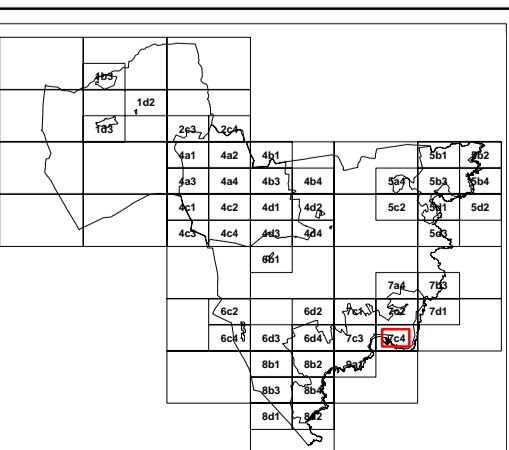 1b3
1d2
1d3 2c3 2c4
4a1 4a2 4b1 5b1 5b2
4a3 4a4 4b3 4b4 5a4 5b3 5b4
4c1 4c2 4d1 4d2 5c2 5d1 5d2
4c3 4c4 4d3 4d4 5d3
6b1
7a4 7b3
6c2 6d2 7c1 7c2 7d1
6c4 6d3 6d4 7c3 7c4
8b1 8b2 9a1
8b3 8b4
8d1 8d2